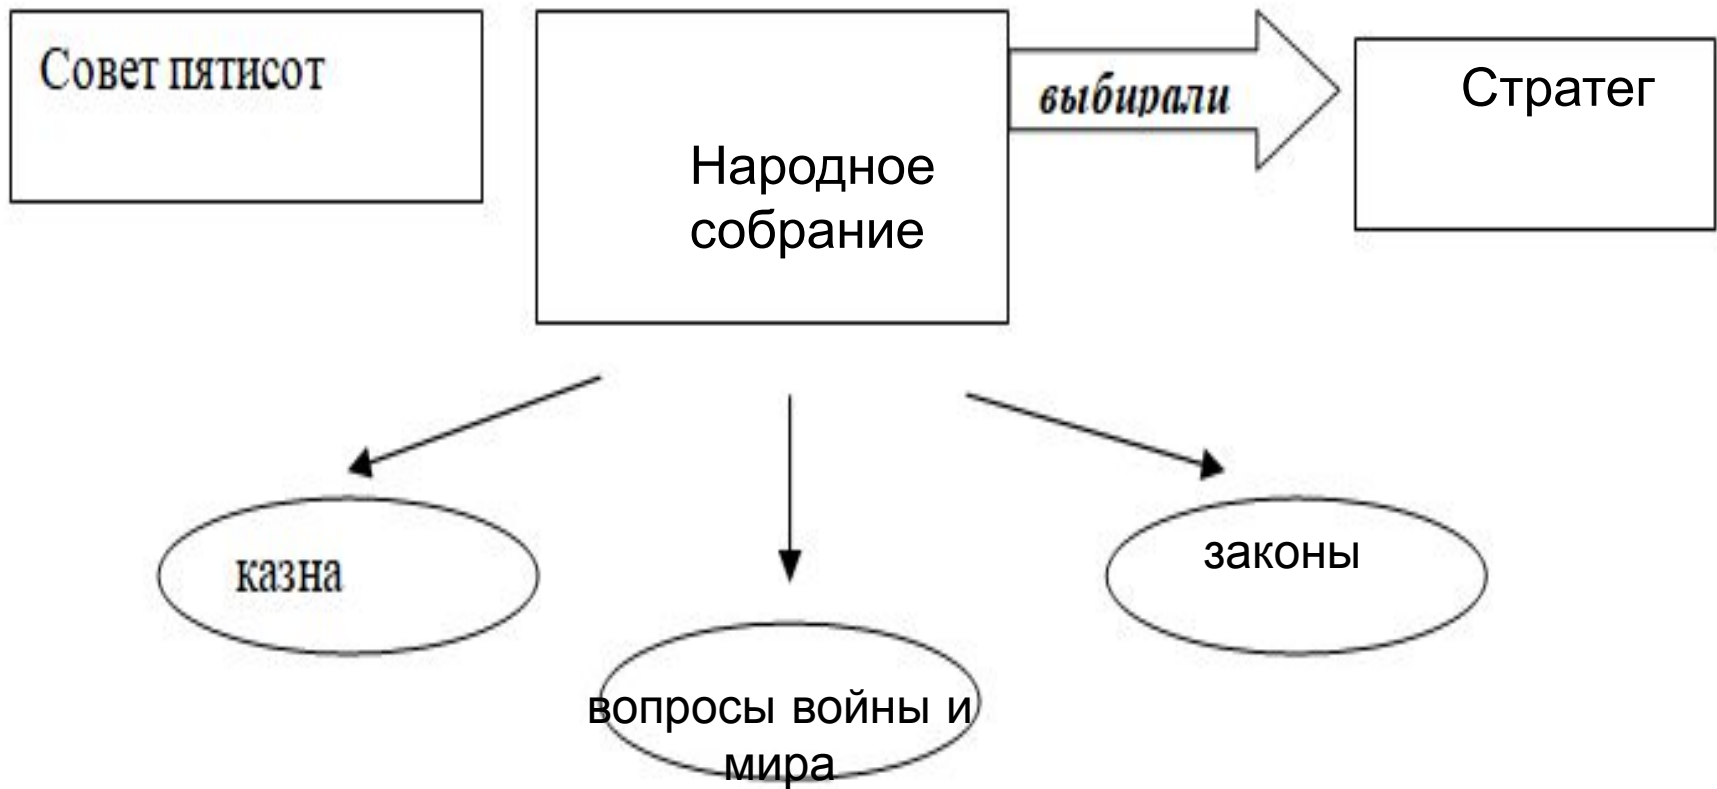 Совет пятисот
Народное
собрание
выбирали
Стратег
казна
вопросы войны и
мира
законы